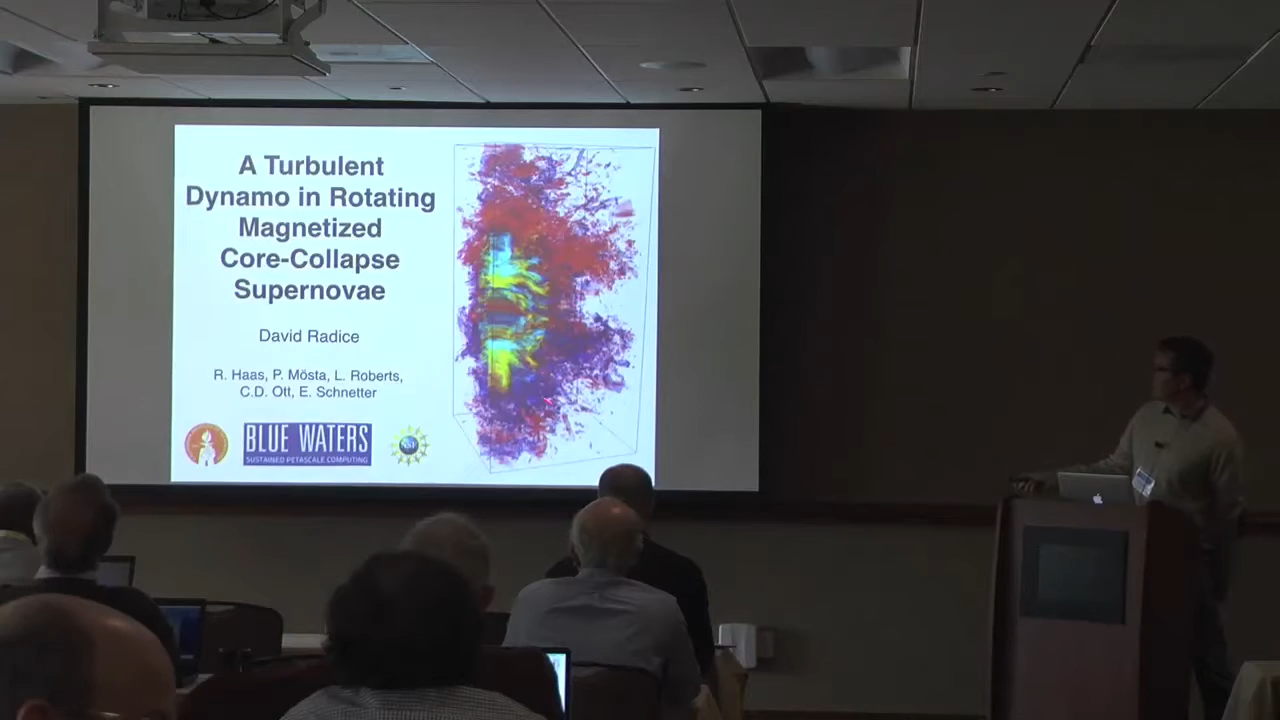 A Turbulent
Dynamo in Rotating
Magnetized
Core-Collapse
Supernovae
David Radice
R. Haas, P. Mösta, L. Roberts,
C.D. Ott, E. Schnetter
BLUE WATERS
SUSTAINED PETASCALE COMPUTING
NSF